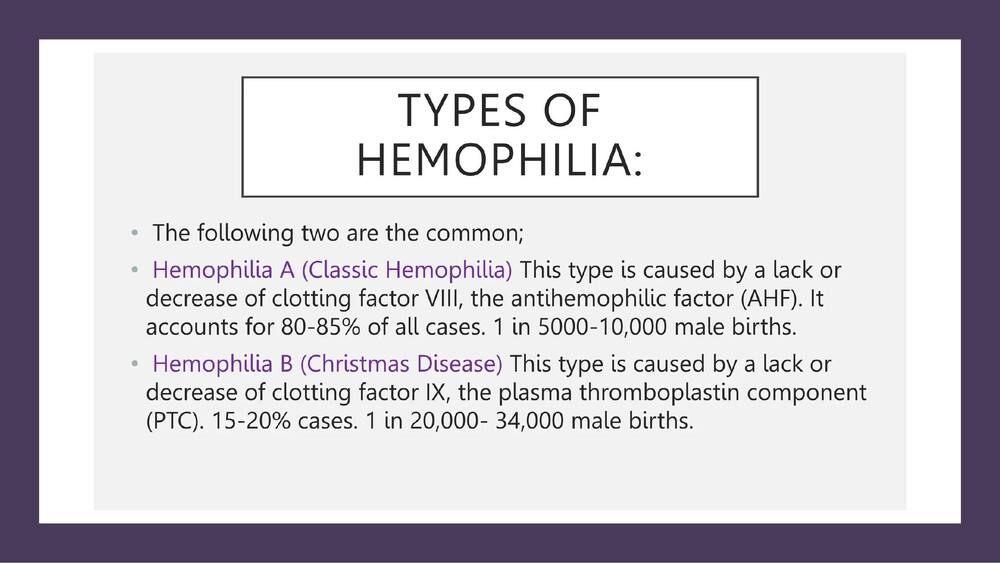 TYPES OF
HEMOPHILIA:
• The following two are the common;
• Hemophilia A (Classic Hemophilia) This type is caused by a lack or
decrease of clotting factor VIII, the antihemophilic factor (AHF). It
accounts for 80-85% of all cases. 1 in 5000-10,000 male births.
• Hemophilia B (Christmas Disease) This type is caused by a lack or
decrease of clotting factor IX, the plasma thromboplastin component
(PTC). 15-20% cases. 1 in 20,000- 34,000 male births.